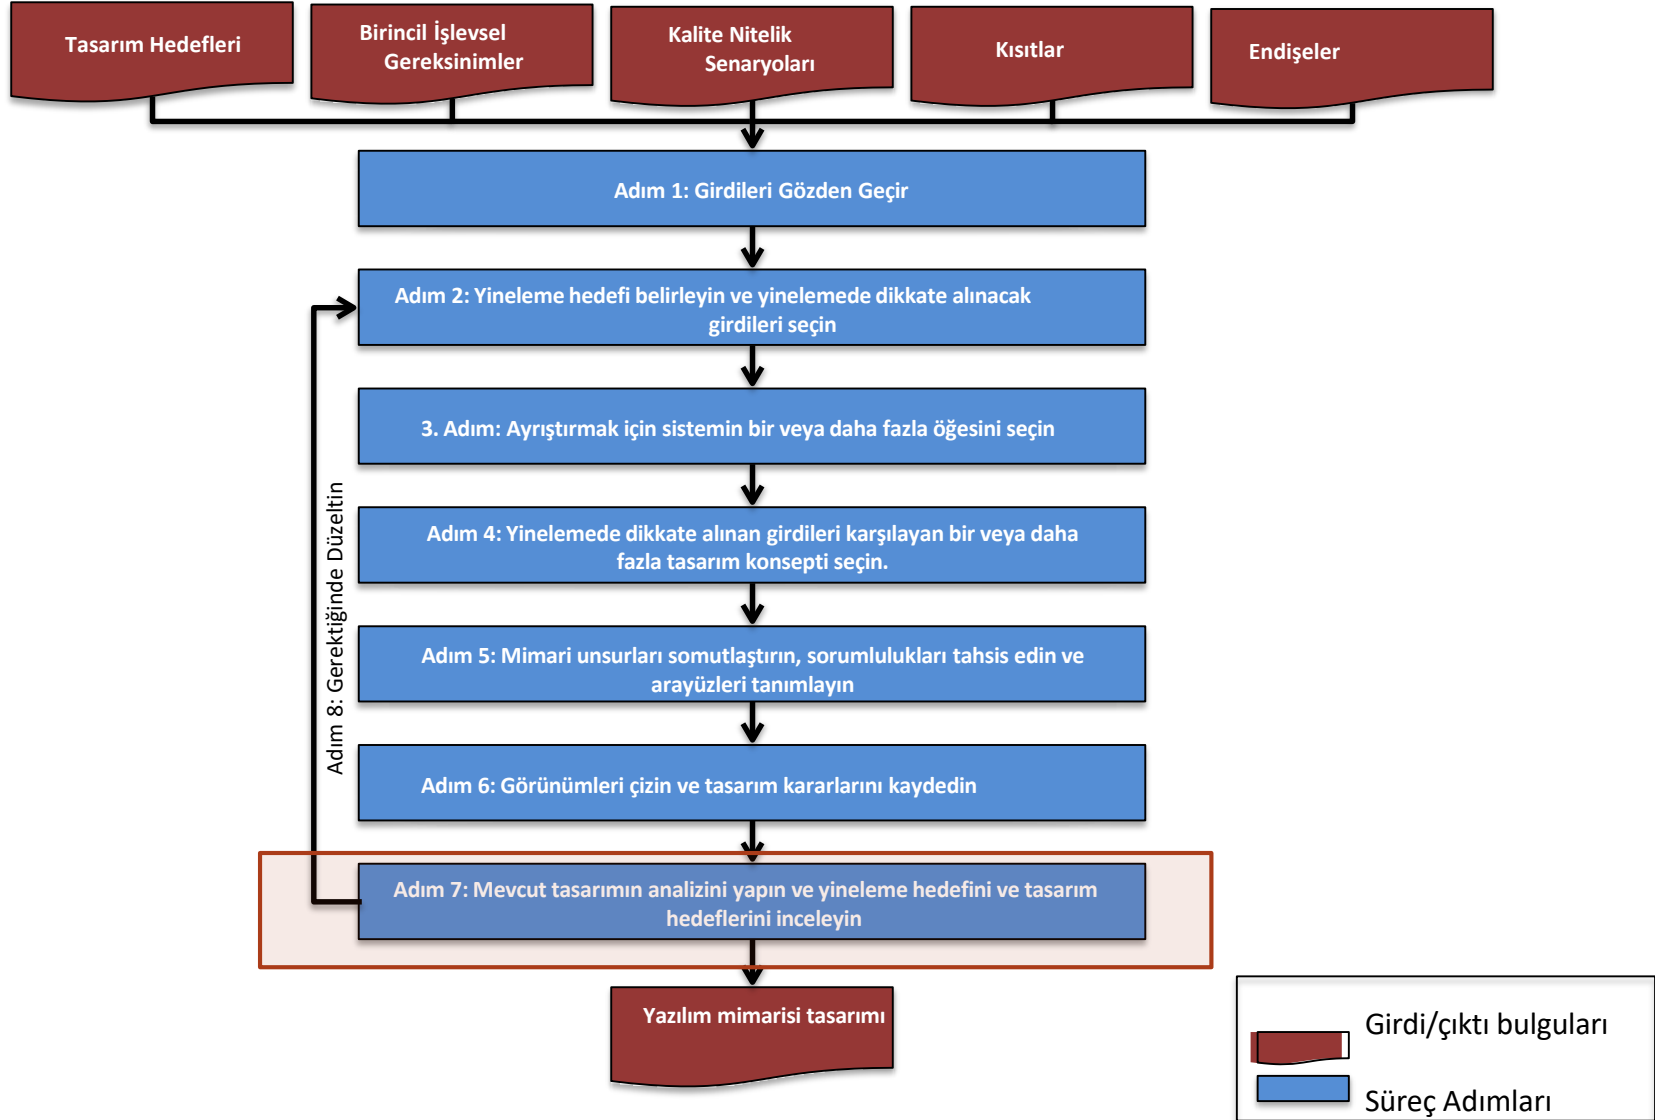 Tasarım Hedefleri
Birincil İşlevsel
Gereksinimler
Kalite Nitelik
Senaryoları
Kısıtlar
Endişeler
Adım 1: Girdileri Gözden Geçir
Adım 2: Yineleme hedefi belirleyin ve yinelemede dikkate alınacak
girdileri seçin
3. Adım: Ayrıştırmak için sistemin bir veya daha fazla öğesini seçin
Adım 4: Yinelemede dikkate alınan girdileri karşılayan bir veya daha
fazla tasarım konsepti seçin.
Adım 5: Mimari unsurları somutlaştırın, sorumlulukları tahsis edin ve
arayüzleri tanımlayın
Adım 6: Görünümleri çizin ve tasarım kararlarını kaydedin
Adım 7: Mevcut tasarımın analizini yapın ve yineleme hedefini ve tasarım
hedeflerini inceleyin
Adım 8: Gerektiğinde Düzeltin
Yazılım mimarisi tasarımı
Girdi/çıktı bulguları
Süreç Adımları